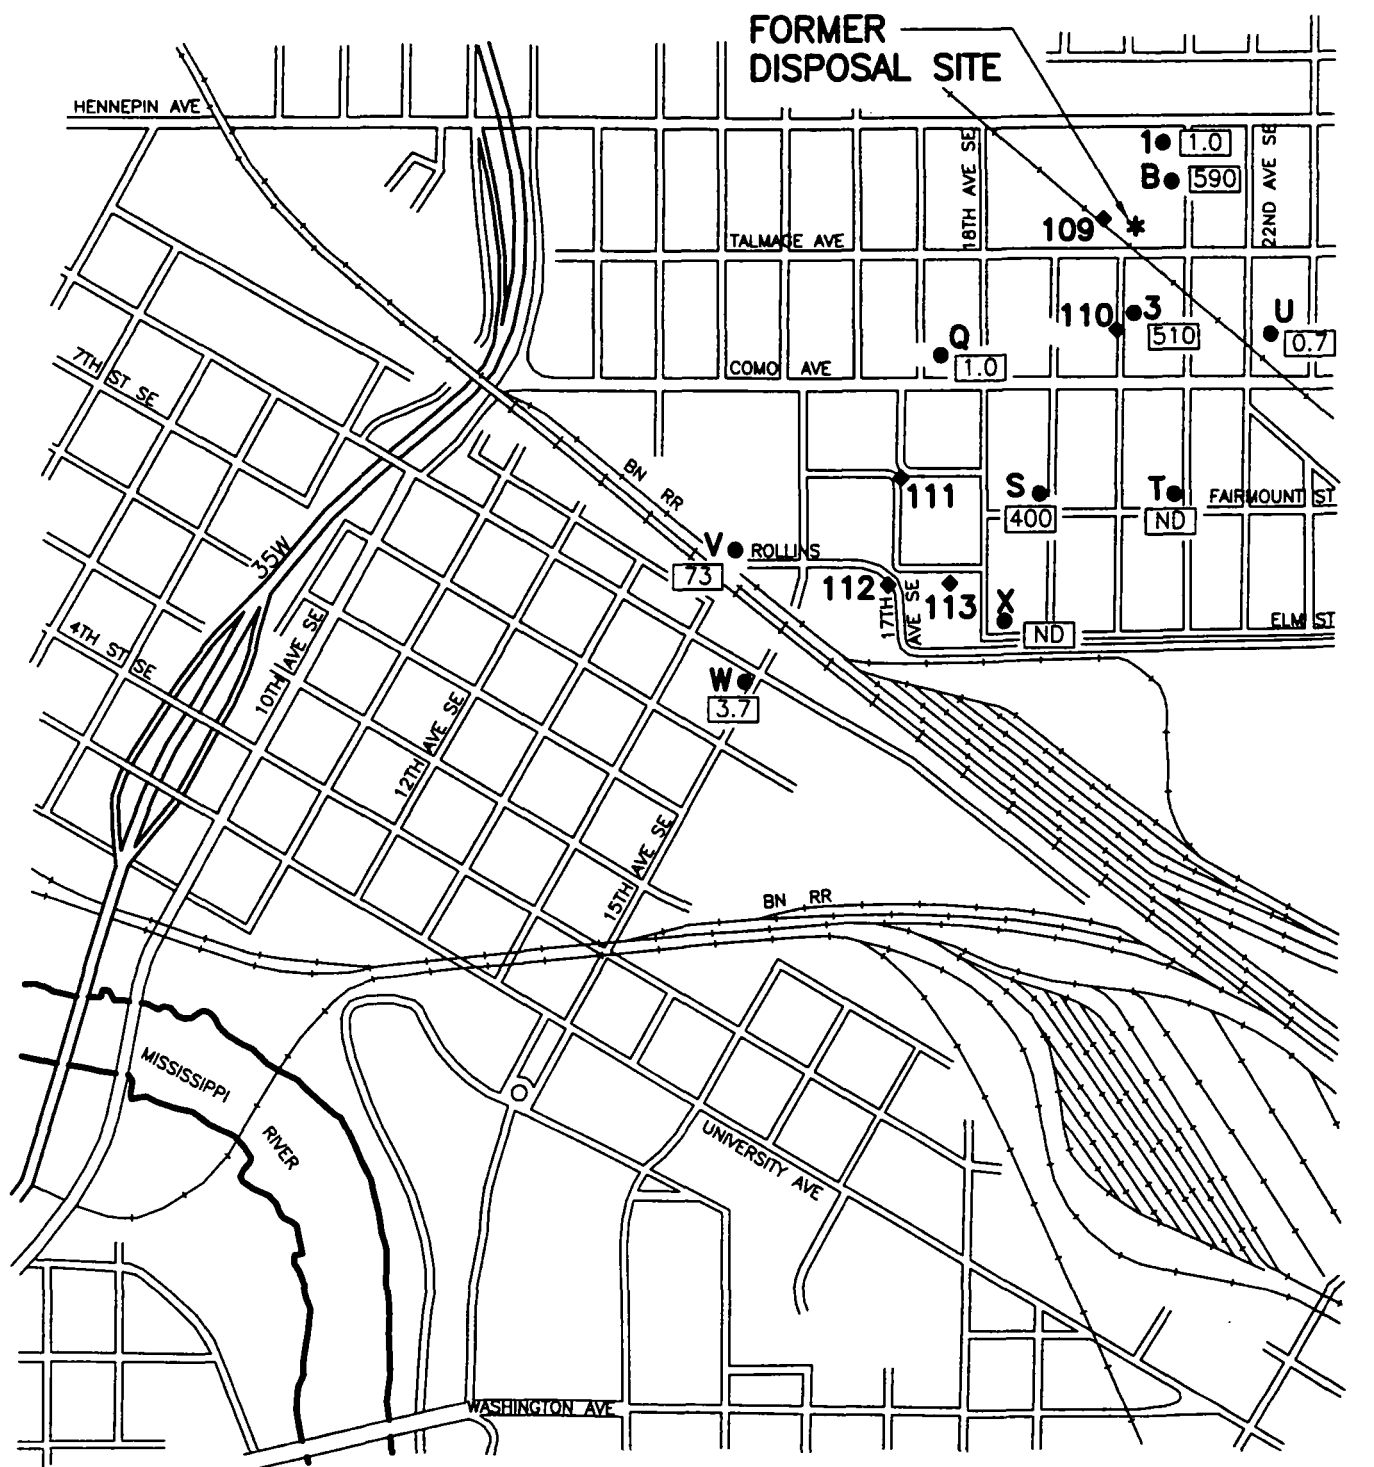 FORMER
DISPOSAL SITE
HENNEPIN AVE
18TH AVE SE
22ND AVE SE
1 1.0
B 590
109
TALMAGE AVE
110 3
510
U
0.7
Q
1.0
COMO AVE
7TH ST SE
BN RR
111
S
400
T
ND
FAIRMOUNT ST
35W
V
73
ROLLINS
112
17TH AVE SE
113
X
ND
ELM ST
4TH ST SE
10TH AVE SE
W
3.7
12TH AVE SE
15TH AVE SE
BN RR
MISSISSIPPI
RIVER
UNIVERSITY AVE
WASHINGTON AVE